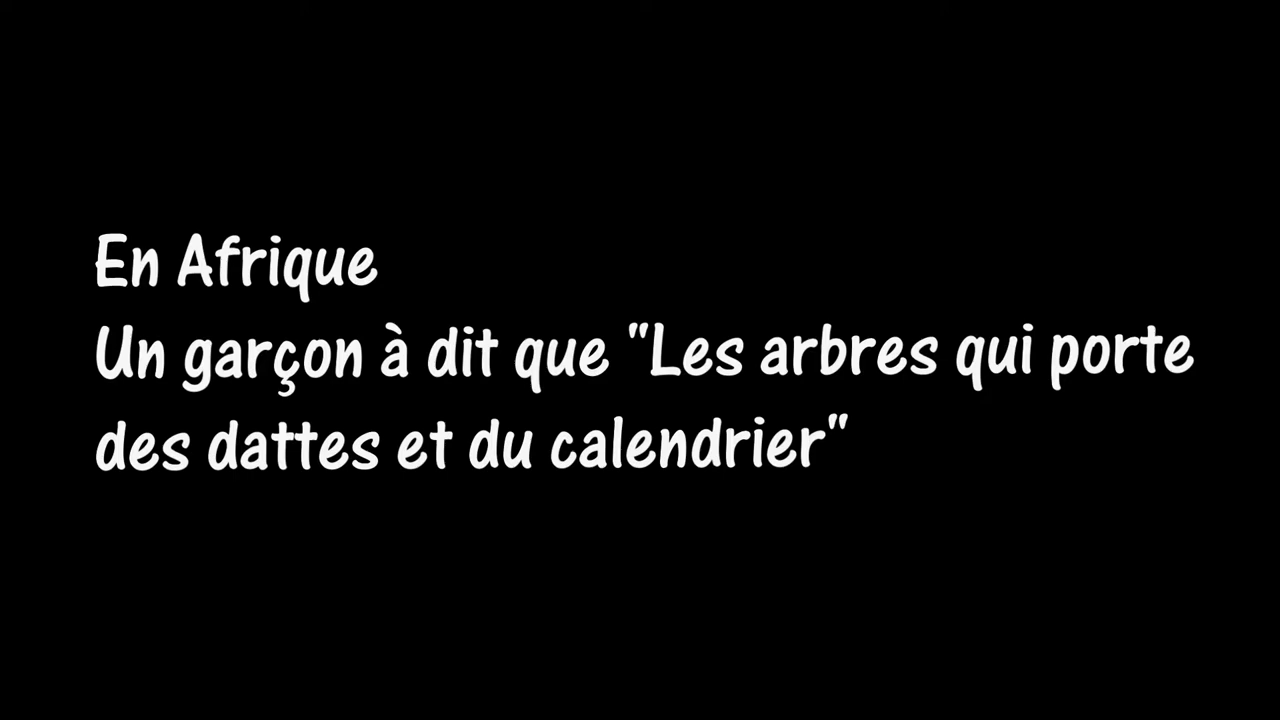 En Afrique
Un garçon à dit que "Les arbres qui porte
des dattes et du calendrier"